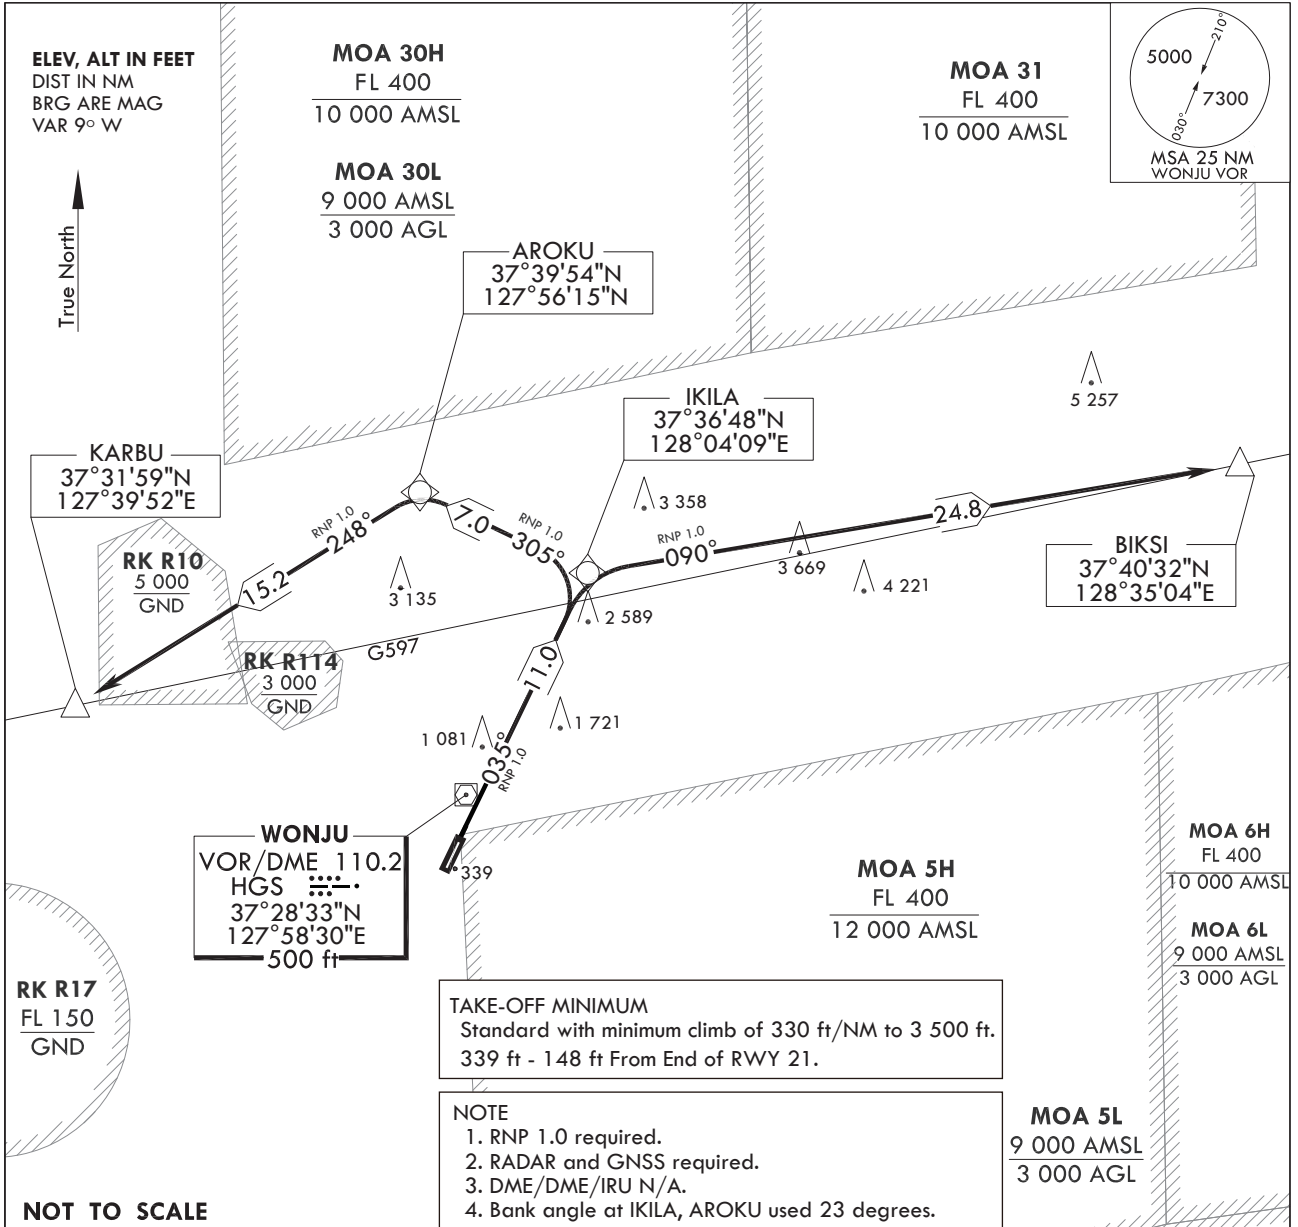 ELEV, ALT IN FEET
DIST IN NM
BRG ARE MAG
VAR 9° W
True North
MOA 30H
FL 400
10 000 AMSL
MOA 30L
9 000 AMSL
3 000 AGL
MOA 31
FL 400
10 000 AMSL
5000
210°
7300
030°
MSA 25 NM
WONJU VOR
AROKU
37°39'54"N
127°56'15"N
IKILA
37°36'48"N
128°04'09"E
5 257
KARBU
37°31'59"N
127°39'52"E
RK R10
5 000
GND
RNP 1.0
248°
15.2
7.0
RNP 1.0
305°
3 358
RNP 1.0
090°
24.8
3 669
4 221
BIKSI
37°40'32"N
128°35'04"E
3 135
2 589
G597
RK R114
3 000
GND
11.0
1 721
1 081
035°
RNP 1.0
WONJU
VOR/DME 110.2
HGS
37°28'33"N
127°58'30"E
500 ft
339
MOA 5H
FL 400
12 000 AMSL
MOA 6H
FL 400
10 000 AMSL
MOA 6L
9 000 AMSL
3 000 AGL
RK R17
FL 150
GND
TAKE-OFF MINIMUM
Standard with minimum climb of 330 ft/NM to 3 500 ft.
339 ft - 148 ft From End of RWY 21.
NOTE
1. RNP 1.0 required.
2. RADAR and GNSS required.
3. DME/DME/IRU N/A.
4. Bank angle at IKILA, AROKU used 23 degrees.
MOA 5L
9 000 AMSL
3 000 AGL
NOT TO SCALE